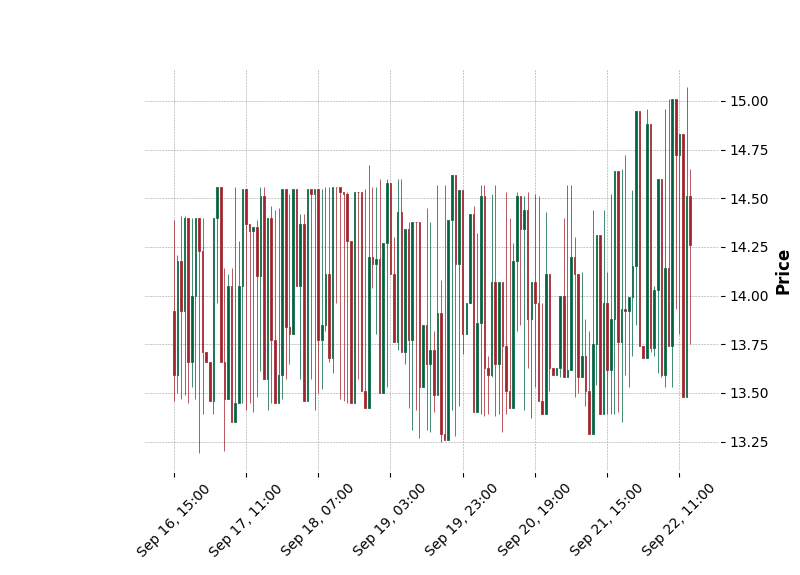 15.00
14.75
14.50
14.25
14.00
13.75
13.50
13.25
Price
Sep 16, 15:00
Sep 17, 11:00
Sep 18, 07:00
Sep 19, 03:00
Sep 19, 23:00
Sep 20, 19:00
Sep 21, 15:00
Sep 22, 11:00